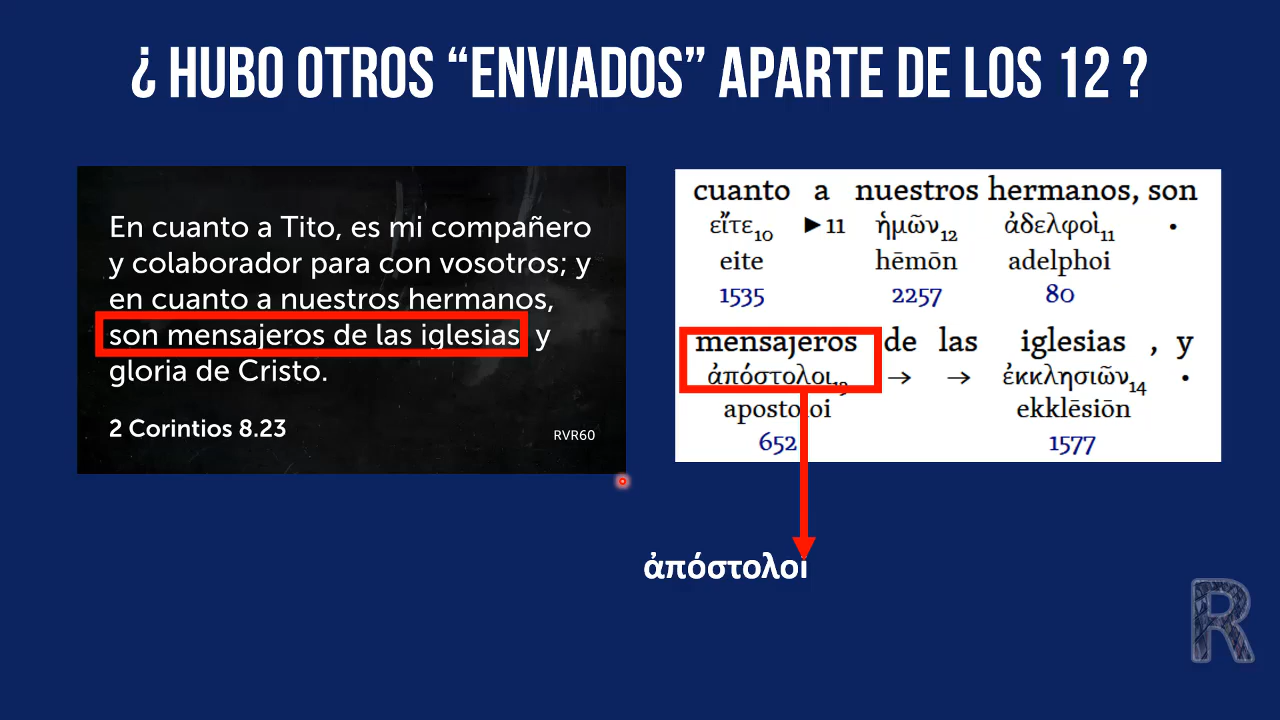 ¿ HUBO OTROS “ENVIADOS” APARTE DE LOS 12 ?
En cuanto a Tito, es mi compañero
y colaborador para con vosotros; y
en cuanto a nuestros hermanos,
son mensajeros de las iglesias, y
gloria de Cristo.
2 Corintios 8.23
RVR60
cuanto a nuestros hermanos, son
εἴτε10 ►11 ἡμῶν12 ἀδελφοὶ11 •
eite hēmōn adelphoi
1535 2257 80
mensajeros de las iglesias , y
ἀπόστολοι13 → → ἐκκλησιῶν14 •
apostoloi ekklēsiōn
652 1577
ἀπόστολοι
R